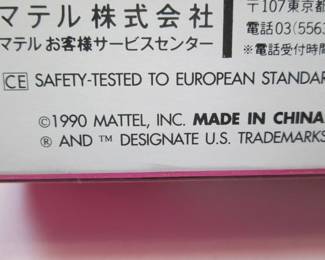 マテル株式会社
マテルお客様サービスセンター
〒107東京都
電話03(5563
※電話受付時間
CE SAFETY-TESTED TO EUROPEAN STANDAR
©1990 MATTEL, INC. MADE IN CHINA
® AND ™ DESIGNATE U.S. TRADEMARKS